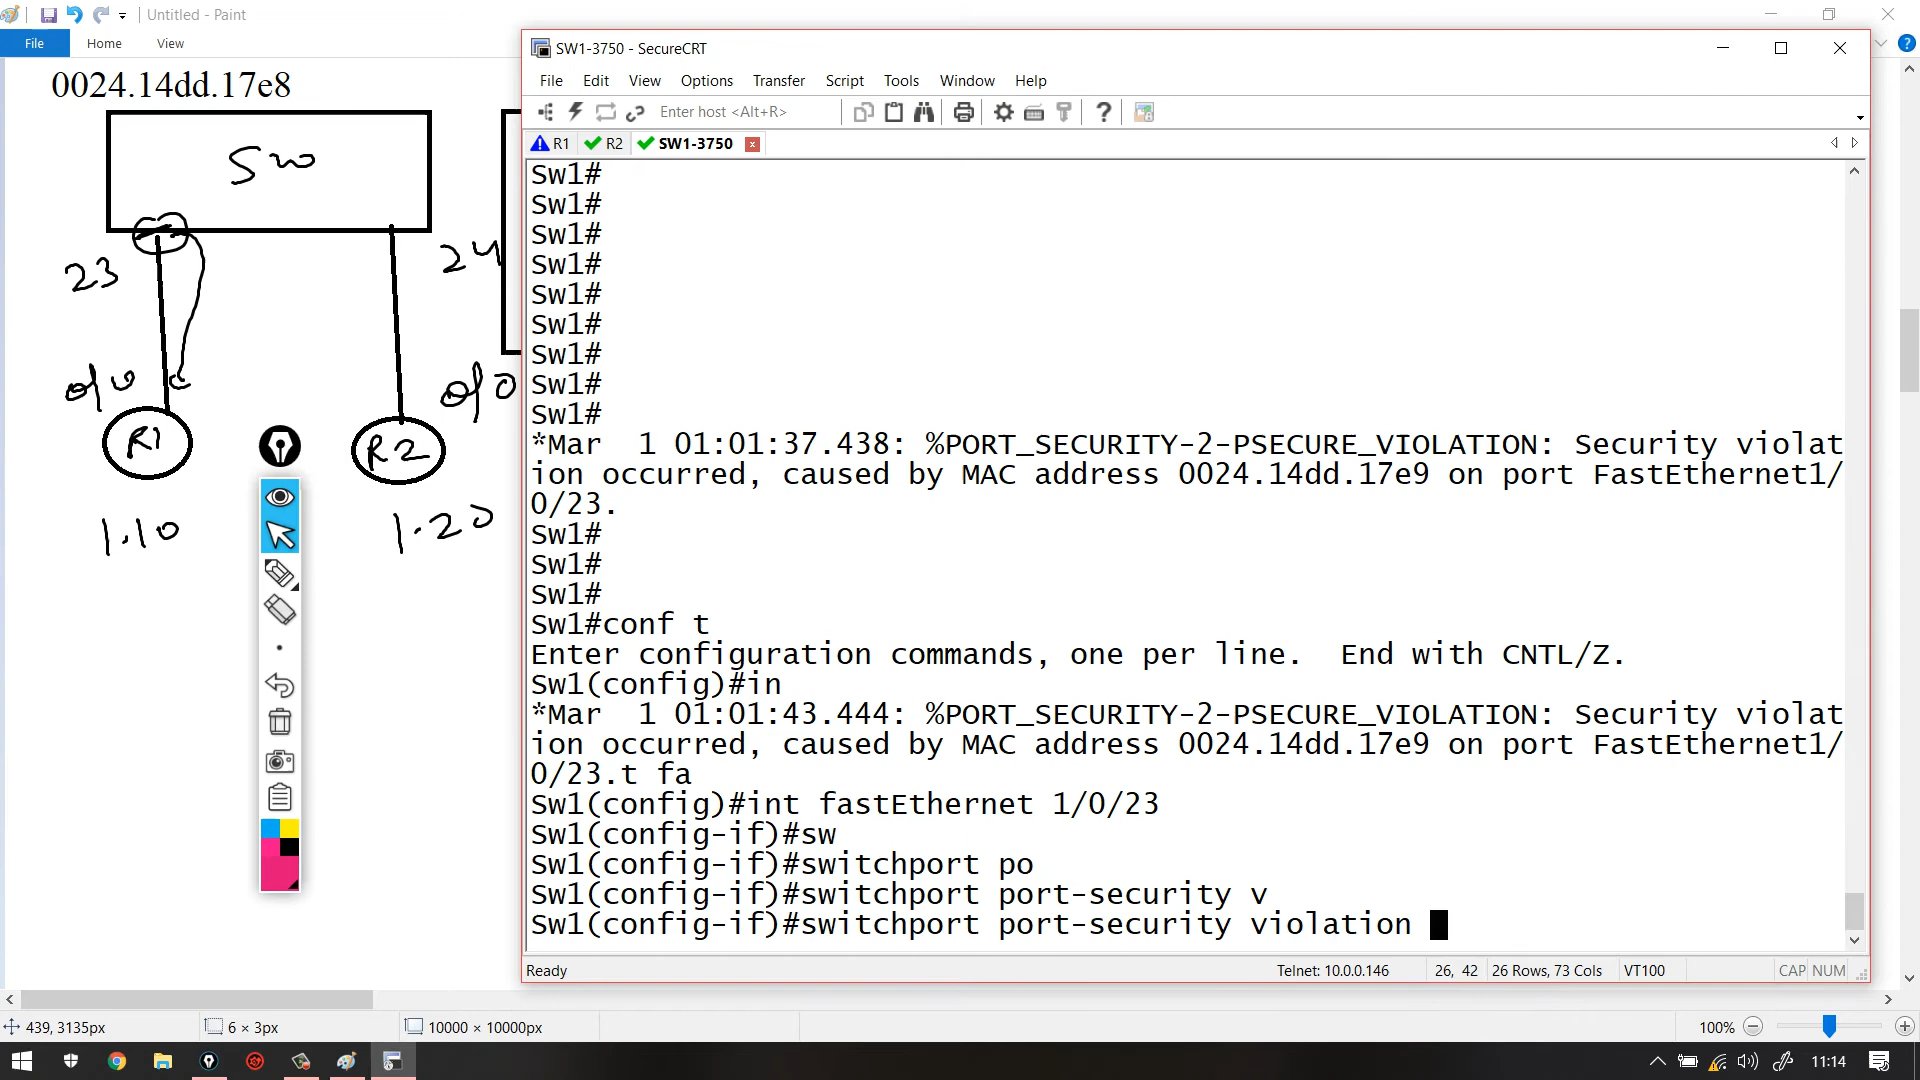 Untitled - Paint
File Home View
0024.14dd.17e8
Sw
23
24
0/0
0/0
R1
R2
1.10
1.20
SW1-3750 - SecureCRT
File Edit View Options Transfer Script Tools Window Help
Enter host <Alt+R>
R1 R2 SW1-3750
Sw1#
Sw1#
Sw1#
Sw1#
Sw1#
Sw1#
Sw1#
Sw1#
Sw1#
*Mar  1 01:01:37.438: %PORT_SECURITY-2-PSECURE_VIOLATION: Security violat
ion occurred, caused by MAC address 0024.14dd.17e9 on port FastEthernet1/
0/23.
Sw1#
Sw1#
Sw1#
Sw1#conf t
Enter configuration commands, one per line.  End with CNTL/Z.
Sw1(config)#in
*Mar  1 01:01:43.444: %PORT_SECURITY-2-PSECURE_VIOLATION: Security violat
ion occurred, caused by MAC address 0024.14dd.17e9 on port FastEthernet1/
0/23.t fa
Sw1(config)#int fastEthernet 1/0/23
Sw1(config-if)#sw
Sw1(config-if)#switchport po
Sw1(config-if)#switchport port-security v
Sw1(config-if)#switchport port-security violation
Ready Telnet: 10.0.0.146 26, 42 26 Rows, 73 Cols VT100 CAP NUM
439, 3135px 6 × 3px 10000 × 10000px 100%
11:14